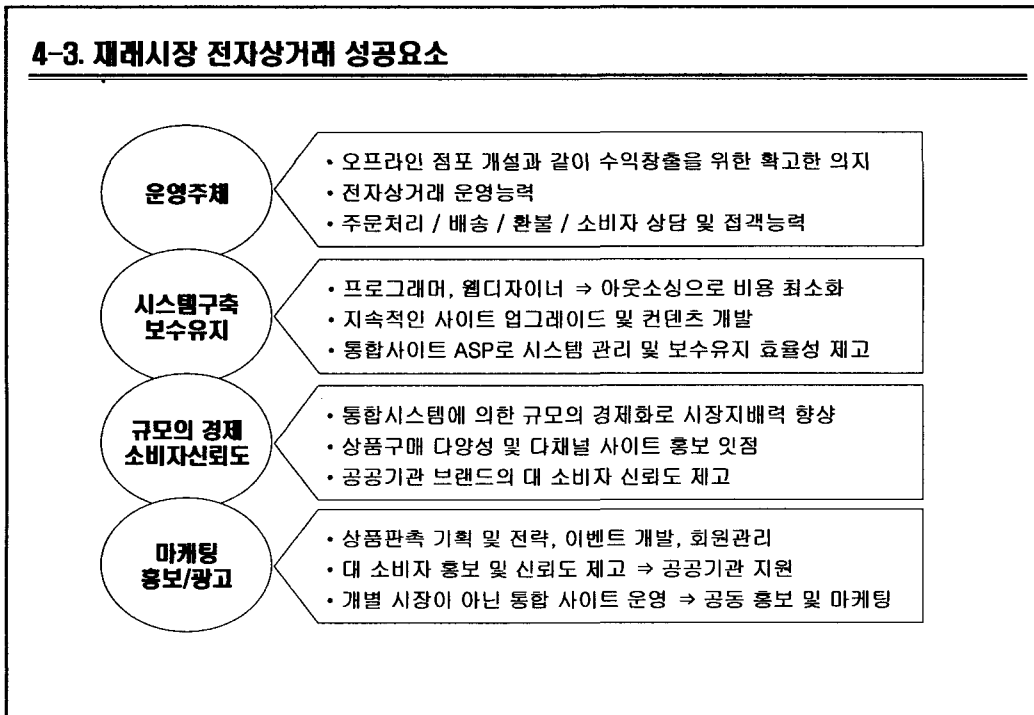 4-3. 재래시장 전자상거래 성공요소
운영주체
• 오프라인 점포 개설과 같이 수익창출을 위한 확고한 의지
• 전자상거래 운영능력
• 주문처리 / 배송 / 환불 / 소비자 상담 및 접객능력
시스템구축
보수유지
• 프로그래머, 웹디자이너 ⇒ 아웃소싱으로 비용 최소화
• 지속적인 사이트 업그레이드 및 컨덴츠 개발
• 통합사이트 ASP로 시스템 관리 및 보수유지 효율성 제고
규모의 경제
소비자신뢰도
• 통합시스템에 의한 규모의 경제화로 시장지배력 향상
• 상품구매 다양성 및 다채널 사이트 홍보 잇점
• 공공기관 브랜드의 대 소비자 신뢰도 제고
마케팅
홍보/광고
• 상품판촉 기획 및 전략, 이벤트 개발, 회원관리
• 대 소비자 홍보 및 신뢰도 제고 ⇒ 공공기관 지원
• 개별 시장이 아닌 통합 사이트 운영 ⇒ 공동 홍보 및 마케팅